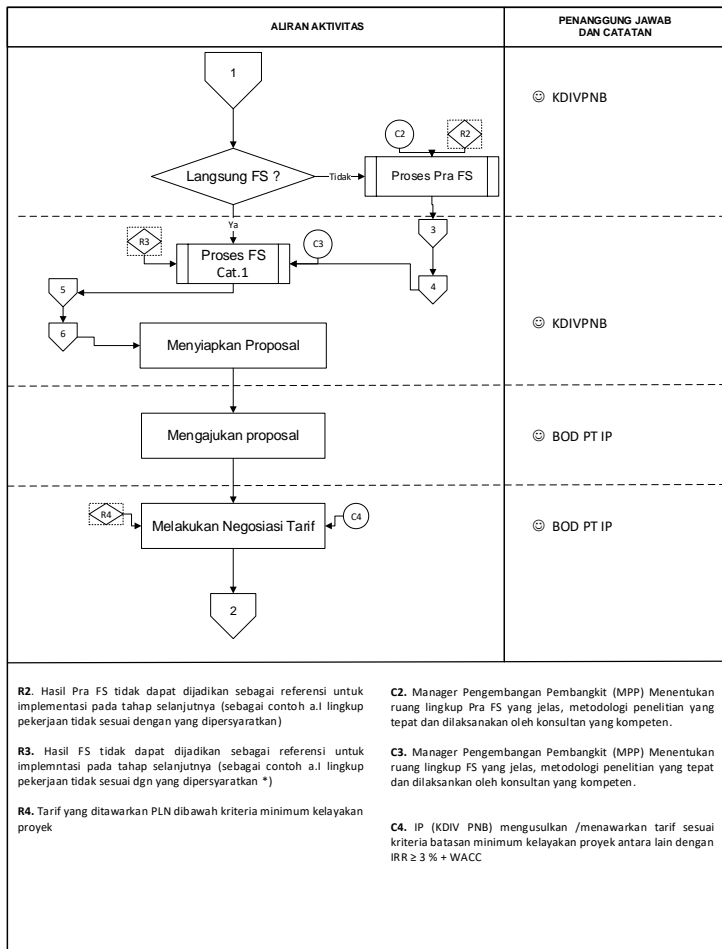 ALIRAN AKTIVITAS
PENANGGUNG JAWAB
DAN CATATAN
1
☺ KDIVPNB
C2
R2
Langsung FS ?
Tidak
Proses Pra FS
Ya
3
R3
Proses FS
Cat.1
C3
4
5
6
Menyiapkan Proposal
☺ KDIVPNB
Mengajukan proposal
☺ BOD PT IP
R4
Melakukan Negosiasi Tarif
C4
☺ BOD PT IP
2
R2. Hasil Pra FS tidak dapat dijadikan sebagai referensi untuk
implementasi pada tahap selanjutnya (sebagai contoh a.l lingkup
pekerjaan tidak sesuai dengan yang dipersyaratkan)
R3. Hasil FS tidak dapat dijadikan sebagai referensi untuk
implemntasi pada tahap selanjutnya (sebagai contoh a.l lingkup
pekerjaan tidak sesuai dgn yang dipersyaratkan *)
R4. Tarif yang ditawarkan PLN dibawah kriteria minimum kelayakan
proyek
C2. Manager Pengembangan Pembangkit (MPP) Menentukan
ruang lingkup Pra FS yang jelas, metodologi penelitian yang
tepat dan dilaksanakan oleh konsultan yang kompeten.
C3. Manager Pengembangan Pembangkit (MPP) Menentukan
ruang lingkup FS yang jelas, metodologi penelitian yang tepat
dan dilaksankan oleh konsultan yang kompeten.
C4. IP (KDIV PNB) mengusulkan /menawarkan tarif sesuai
kriteria batasan minimum kelayakan proyek antara lain dengan
IRR ≥ 3 % + WACC